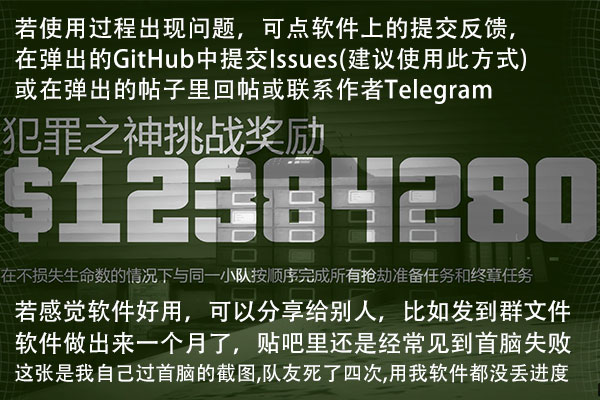 若使用过程出现问题，可点软件上的提交反馈，
在弹出的GitHub中提交Issues(建议使用此方式)
或在弹出的帖子里回帖或联系作者Telegram
犯罪之神挑战奖励
$12384280
在不损失生命数的情况下与同一小队按顺序完成所有抢劫准备任务和终章任务
若感觉软件好用，可以分享给别人，比如发到群文件
软件做出来一个月了，贴吧里还是经常见到首脑失败
这张是我自己过首脑的截图,队友死了四次,用我软件都没丢进度